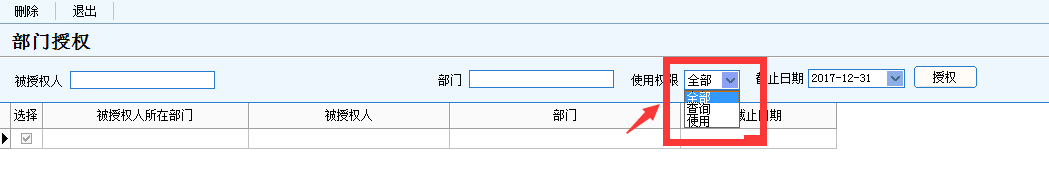 删除 退出
部门授权
被授权人 部门 使用权限 全部 截止日期 2017-12-31 授权
全部
查询
使用
选择 被授权人所在部门 被授权人 部门 截止日期